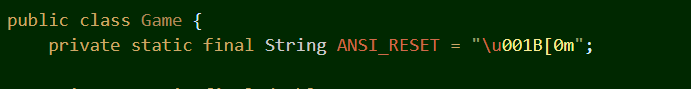 public class Game {
private static final String ANSI_RESET = "\u001B[0m";